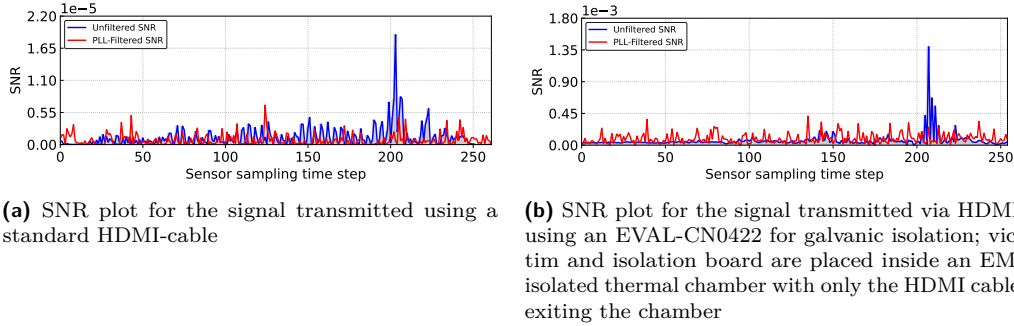 1e−5
2.20
1.65
1.10
0.55
0.00
SNR
Unfiltered SNR
PLL-Filtered SNR
0 50 100 150 200 250
Sensor sampling time step
(a) SNR plot for the signal transmitted using a
standard HDMI-cable
1e−3
1.80
1.35
0.90
0.45
0.00
SNR
Unfiltered SNR
PLL-Filtered SNR
0 50 100 150 200 250
Sensor sampling time step
(b) SNR plot for the signal transmitted via HDMI
using an EVAL-CN0422 for galvanic isolation; vic
tim and isolation board are placed inside an EM
isolated thermal chamber with only the HDMI cable
exiting the chamber